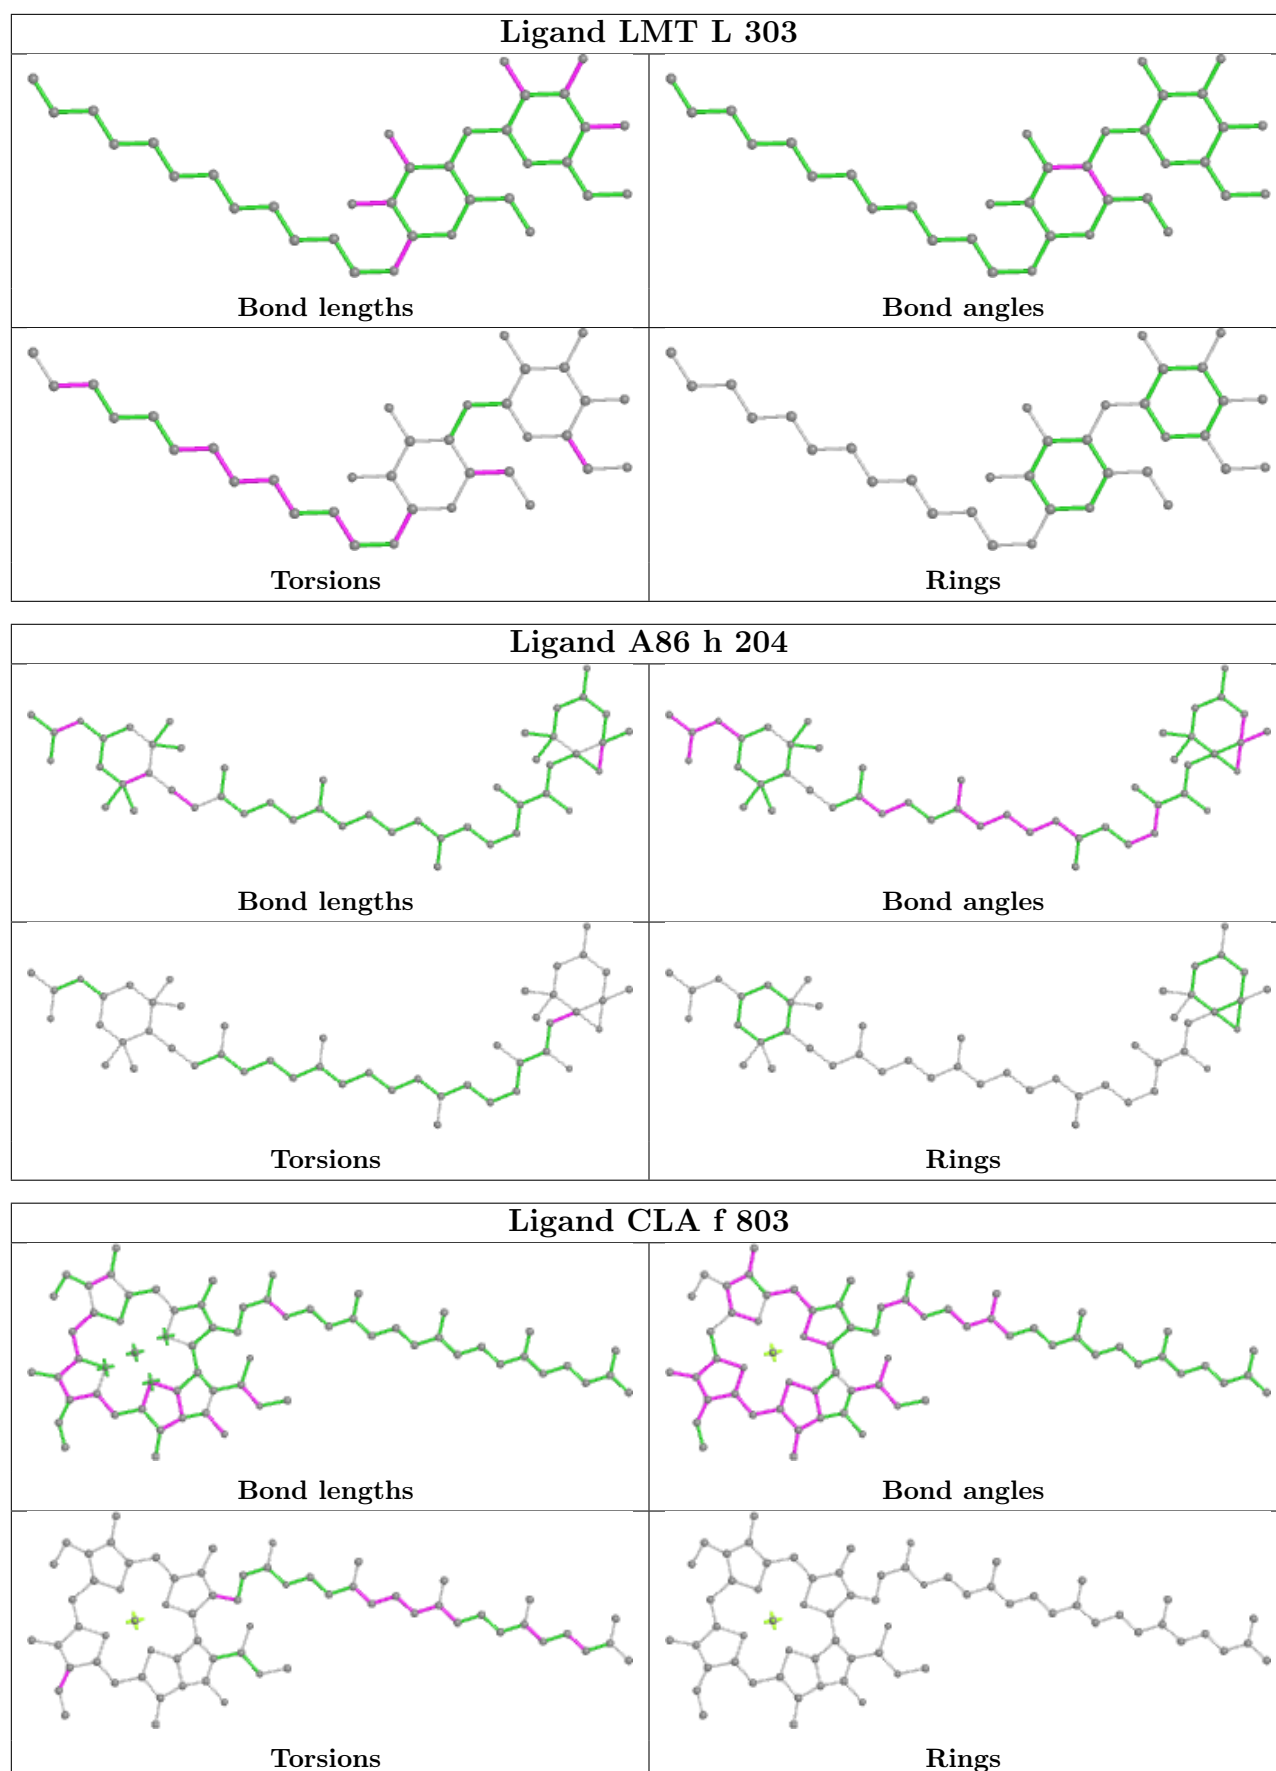 Ligand LMT L 303
Bond lengths
Bond angles
Torsions
Rings
Ligand A86 h 204
Bond lengths
Bond angles
Torsions
Rings
Ligand CLA f 803
Bond lengths
Bond angles
Torsions
Rings